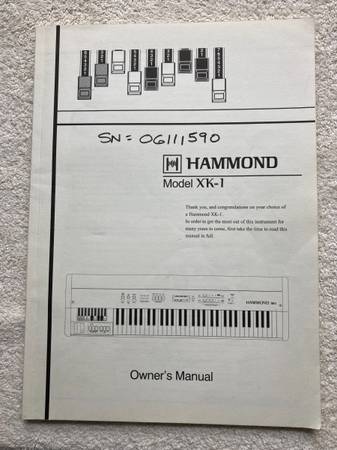 SN = 06111590
HAMMOND
Model XK-1
Thank you, and congratulations on your choice of
a Hammond XK-1.
In order to get the most out of this instrument for
many years to come, first take the time to read this
manual in full.
HAMMOND
Owner's Manual